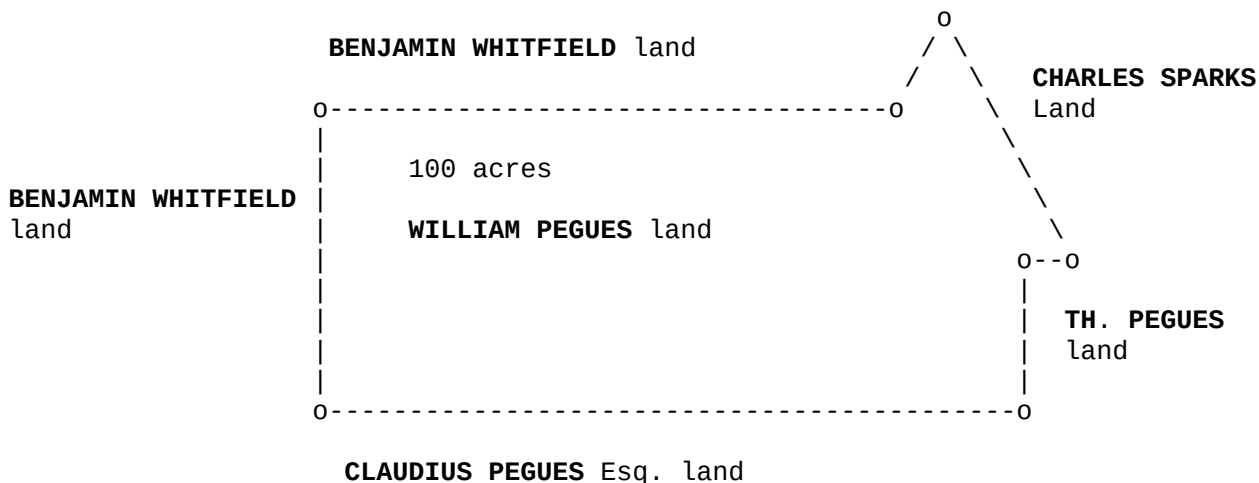 BENJAMIN WHITFIELD land
CHARLES SPARKS
Land
100 acres
BENJAMIN WHITFIELD
land
WILLIAM PEGUES land
TH. PEGUES
land
CLAUDIUS PEGUES Esq. land